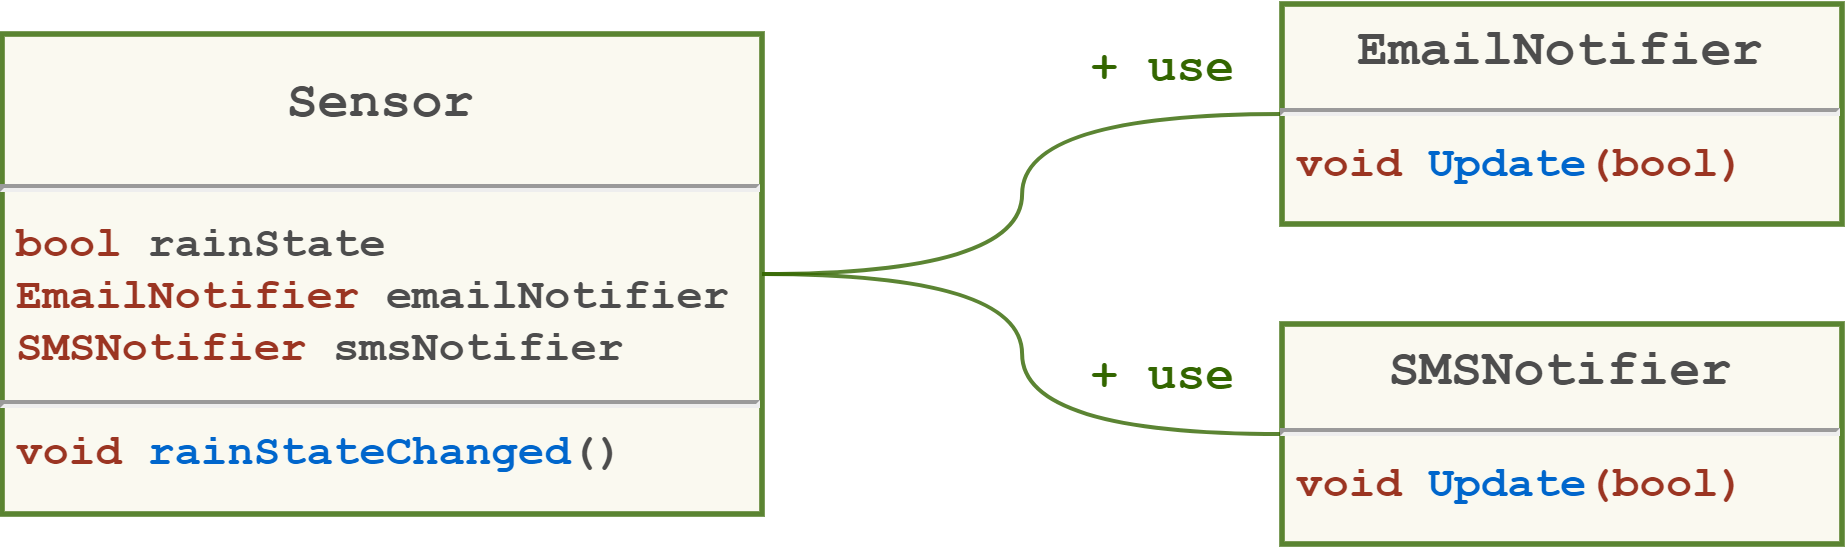 Sensor
bool rainState
EmailNotifier emailNotifier
SMSNotifier smsNotifier
void rainStateChanged()
+ use
+ use
EmailNotifier
void Update(bool)
SMSNotifier
void Update(bool)